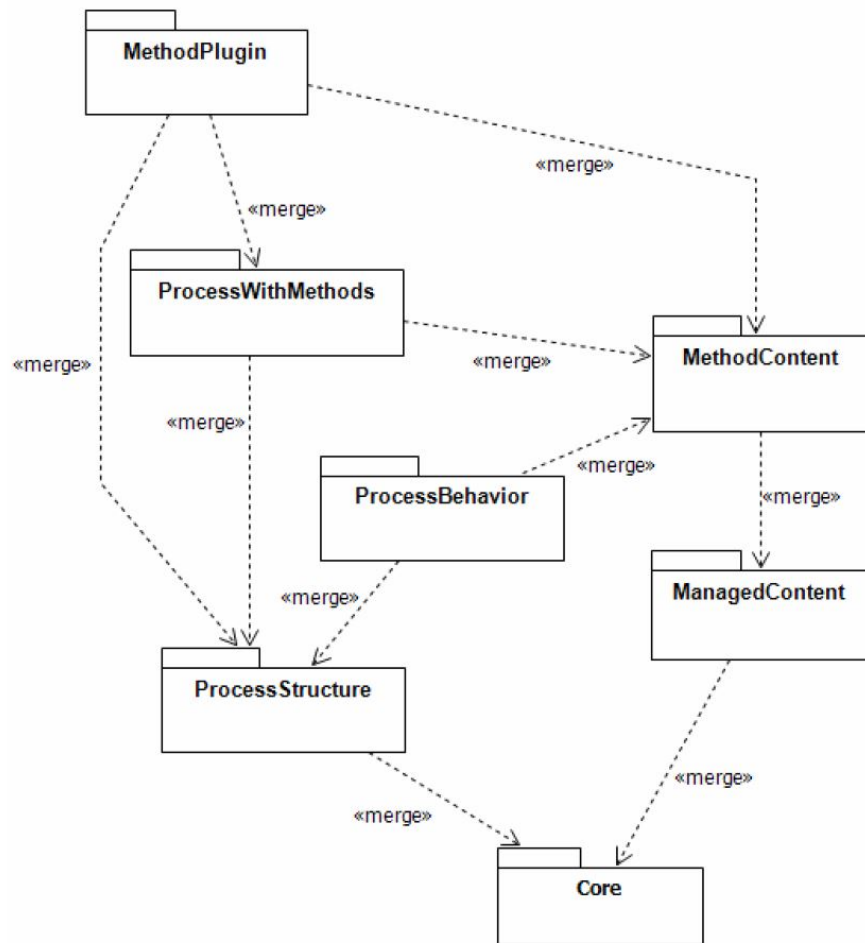 MethodPlugin
«merge»
«merge»
ProcessWithMethods
«merge»
MethodContent
«merge»
«merge»
«merge»
ProcessBehavior
«merge»
ManagedContent
«merge»
ProcessStructure
«merge»
«merge»
Core